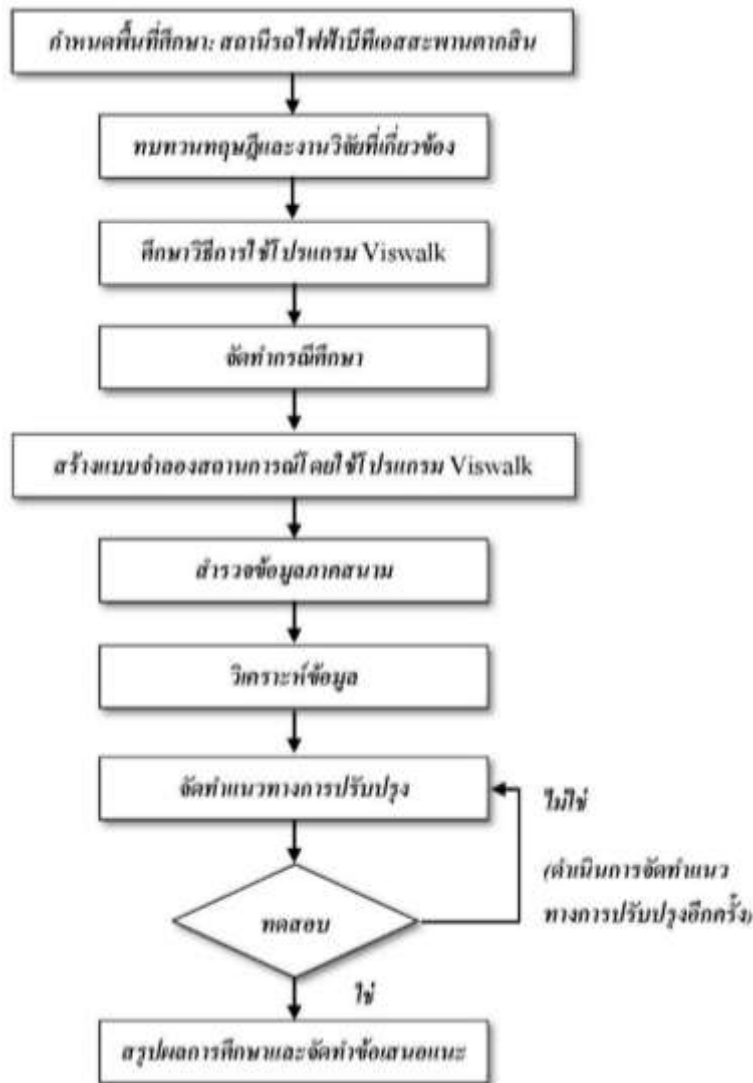 กำหนดพื้นที่ศึกษา: สถานีรถไฟฟ้าบีทีเอสสะพานตากสิน
ทบทวนทฤษฎีและงานวิจัยที่เกี่ยวข้อง
ศึกษาวิธีการใช้โปรแกรม Viswalk
จัดทำกรณีศึกษา
สร้างแบบจำลองสถานการณ์โดยใช้โปรแกรม Viswalk
สำรวจข้อมูลภาคสนาม
วิเคราะห์ข้อมูล
จัดทำแนวทางการปรับปรุง
ไม่ใช่
(ดำเนินการจัดทำแนว
ทางการปรับปรุงอีกครั้ง)
ทดสอบ
ใช่
สรุปผลการศึกษาและจัดทำข้อเสนอแนะ